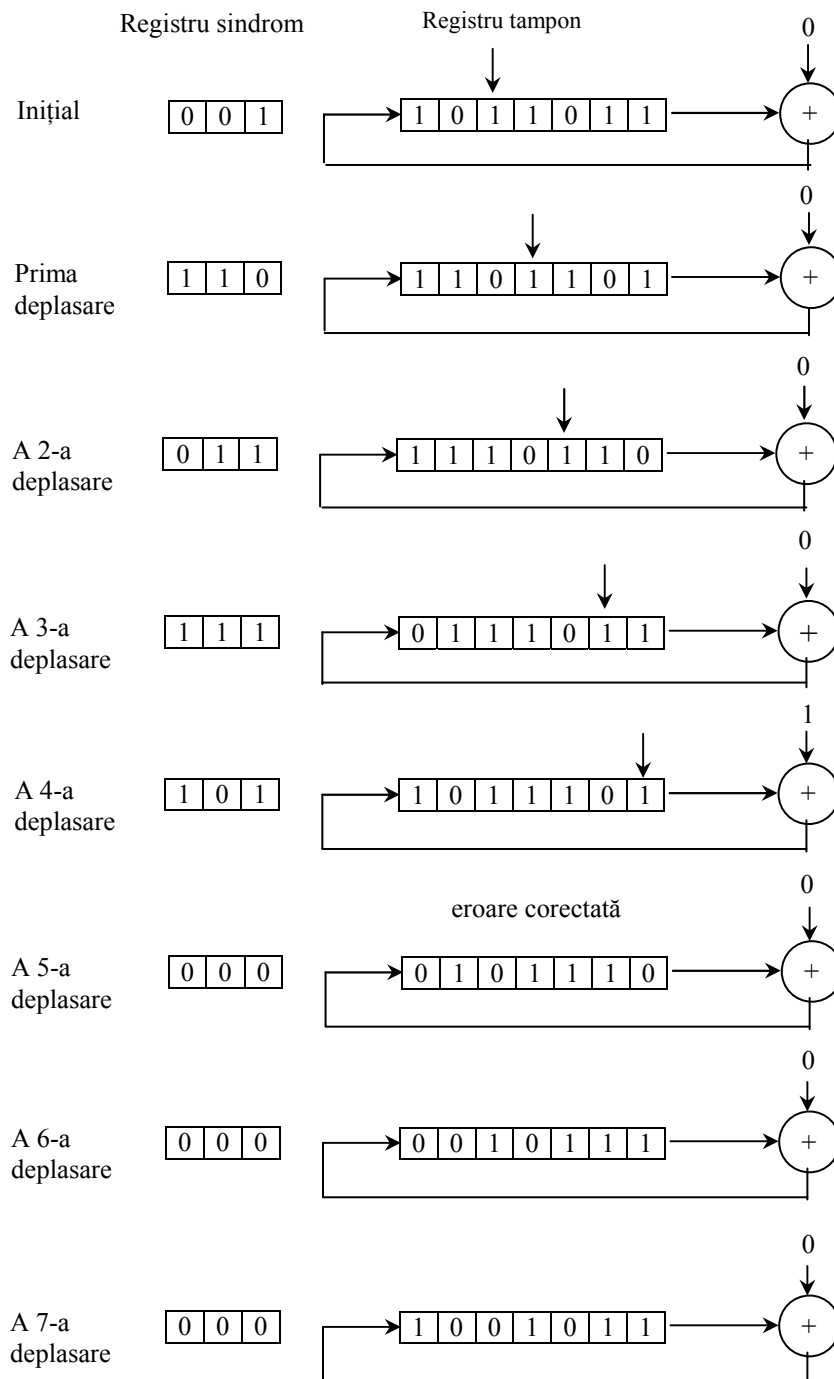 Registru sindrom Registru tampon 0
Inițial 0 0 1 1 0 1 1 0 1 1 +
0
Prima
deplasare 1 1 0 1 1 0 1 1 0 1 +
0
A 2-a
deplasare 0 1 1 1 1 1 0 1 1 0 +
0
A 3-a
deplasare 1 1 1 0 1 1 1 0 1 1 +
1
A 4-a
deplasare 1 0 1 1 0 1 1 1 0 1 +
0
eroare corectată
A 5-a
deplasare 0 0 0 0 1 0 1 1 1 0 +
0
A 6-a
deplasare 0 0 0 0 0 1 0 1 1 1 +
0
A 7-a
deplasare 0 0 0 1 0 0 1 0 1 1 +